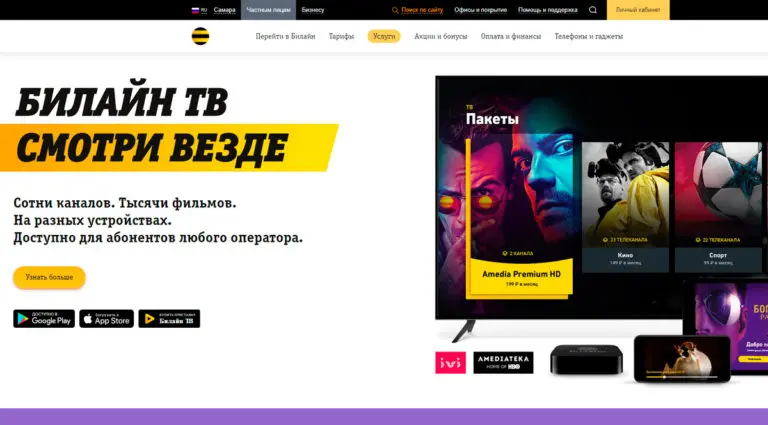 RU Самара Частным лицам Бизнесу Поиск по сайту Офисы и покрытие Помощь и поддержка Личный кабинет
Перейти в Билайн Тарифы Услуги Акции и бонусы Оплата и финансы Телефоны и гаджеты
БИЛАЙН ТВ
СМОТРИ ВЕЗДЕ
Сотни каналов. Тысячи фильмов.
На разных устройствах.
Доступно для абонентов любого оператора.
Узнать больше
ДОСТУПНО В
Google Play
Загрузите в
App Store
КУПИТЬ ПРИСТАВКУ
Билайн ТВ
ТВ
Пакеты
2 КАНАЛА
Amedia Premium HD
199 ₽ в месяц
23 ТЕЛЕКАНАЛА
Кино
149 ₽ в месяц
22 ТЕЛЕКАНАЛА
Спорт
99 ₽ в месяц
ivi
AMEDIATEKA
HOME OF HBO